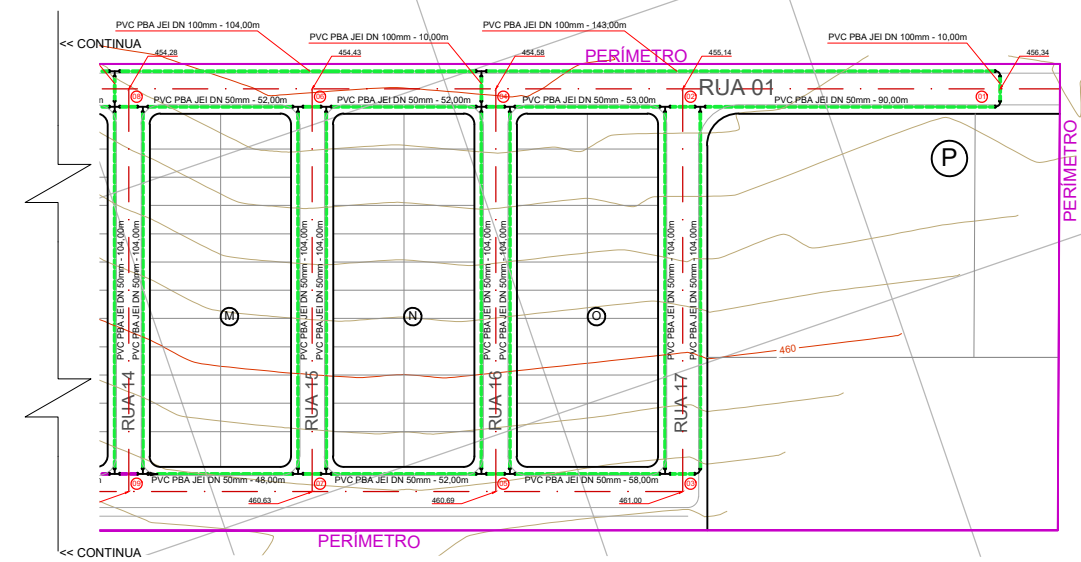 PVC PBA JEI DN 100mm - 104,00m
PVC PBA JEI DN 100mm - 143,00m
PVC PBA JEI DN 100mm - 10,00m
PVC PBA JEI DN 100mm - 10,00m
<< CONTINUA
454,28
454,43
454,58
PERÍMETRO
455,14
456,34
RUA 01
08
04
02
01
PVC PBA JEI DN 50mm - 52,00m
PVC PBA JEI DN 50mm - 52,00m
PVC PBA JEI DN 50mm - 53,00m
PVC PBA JEI DN 50mm - 90,00m
P
PERÍMETRO
PVC PBA JEI DN 50mm - 104,00m
PVC PBA JEI DN 50mm - 104,00m
PVC PBA JEI DN 50mm - 104,00m
PVC PBA JEI DN 50mm - 104,00m
PVC PBA JEI DN 50mm - 104,00m
PVC PBA JEI DN 50mm - 104,00m
PVC PBA JEI DN 50mm - 104,00m
PVC PBA JEI DN 50mm - 104,00m
M
N
O
460
RUA 14
RUA 15
RUA 16
RUA 17
PVC PBA JEI DN 50mm - 48,00m
PVC PBA JEI DN 50mm - 52,00m
PVC PBA JEI DN 50mm - 58,00m
09
07
05
03
460,63
460,69
461,00
PERÍMETRO
<< CONTINUA